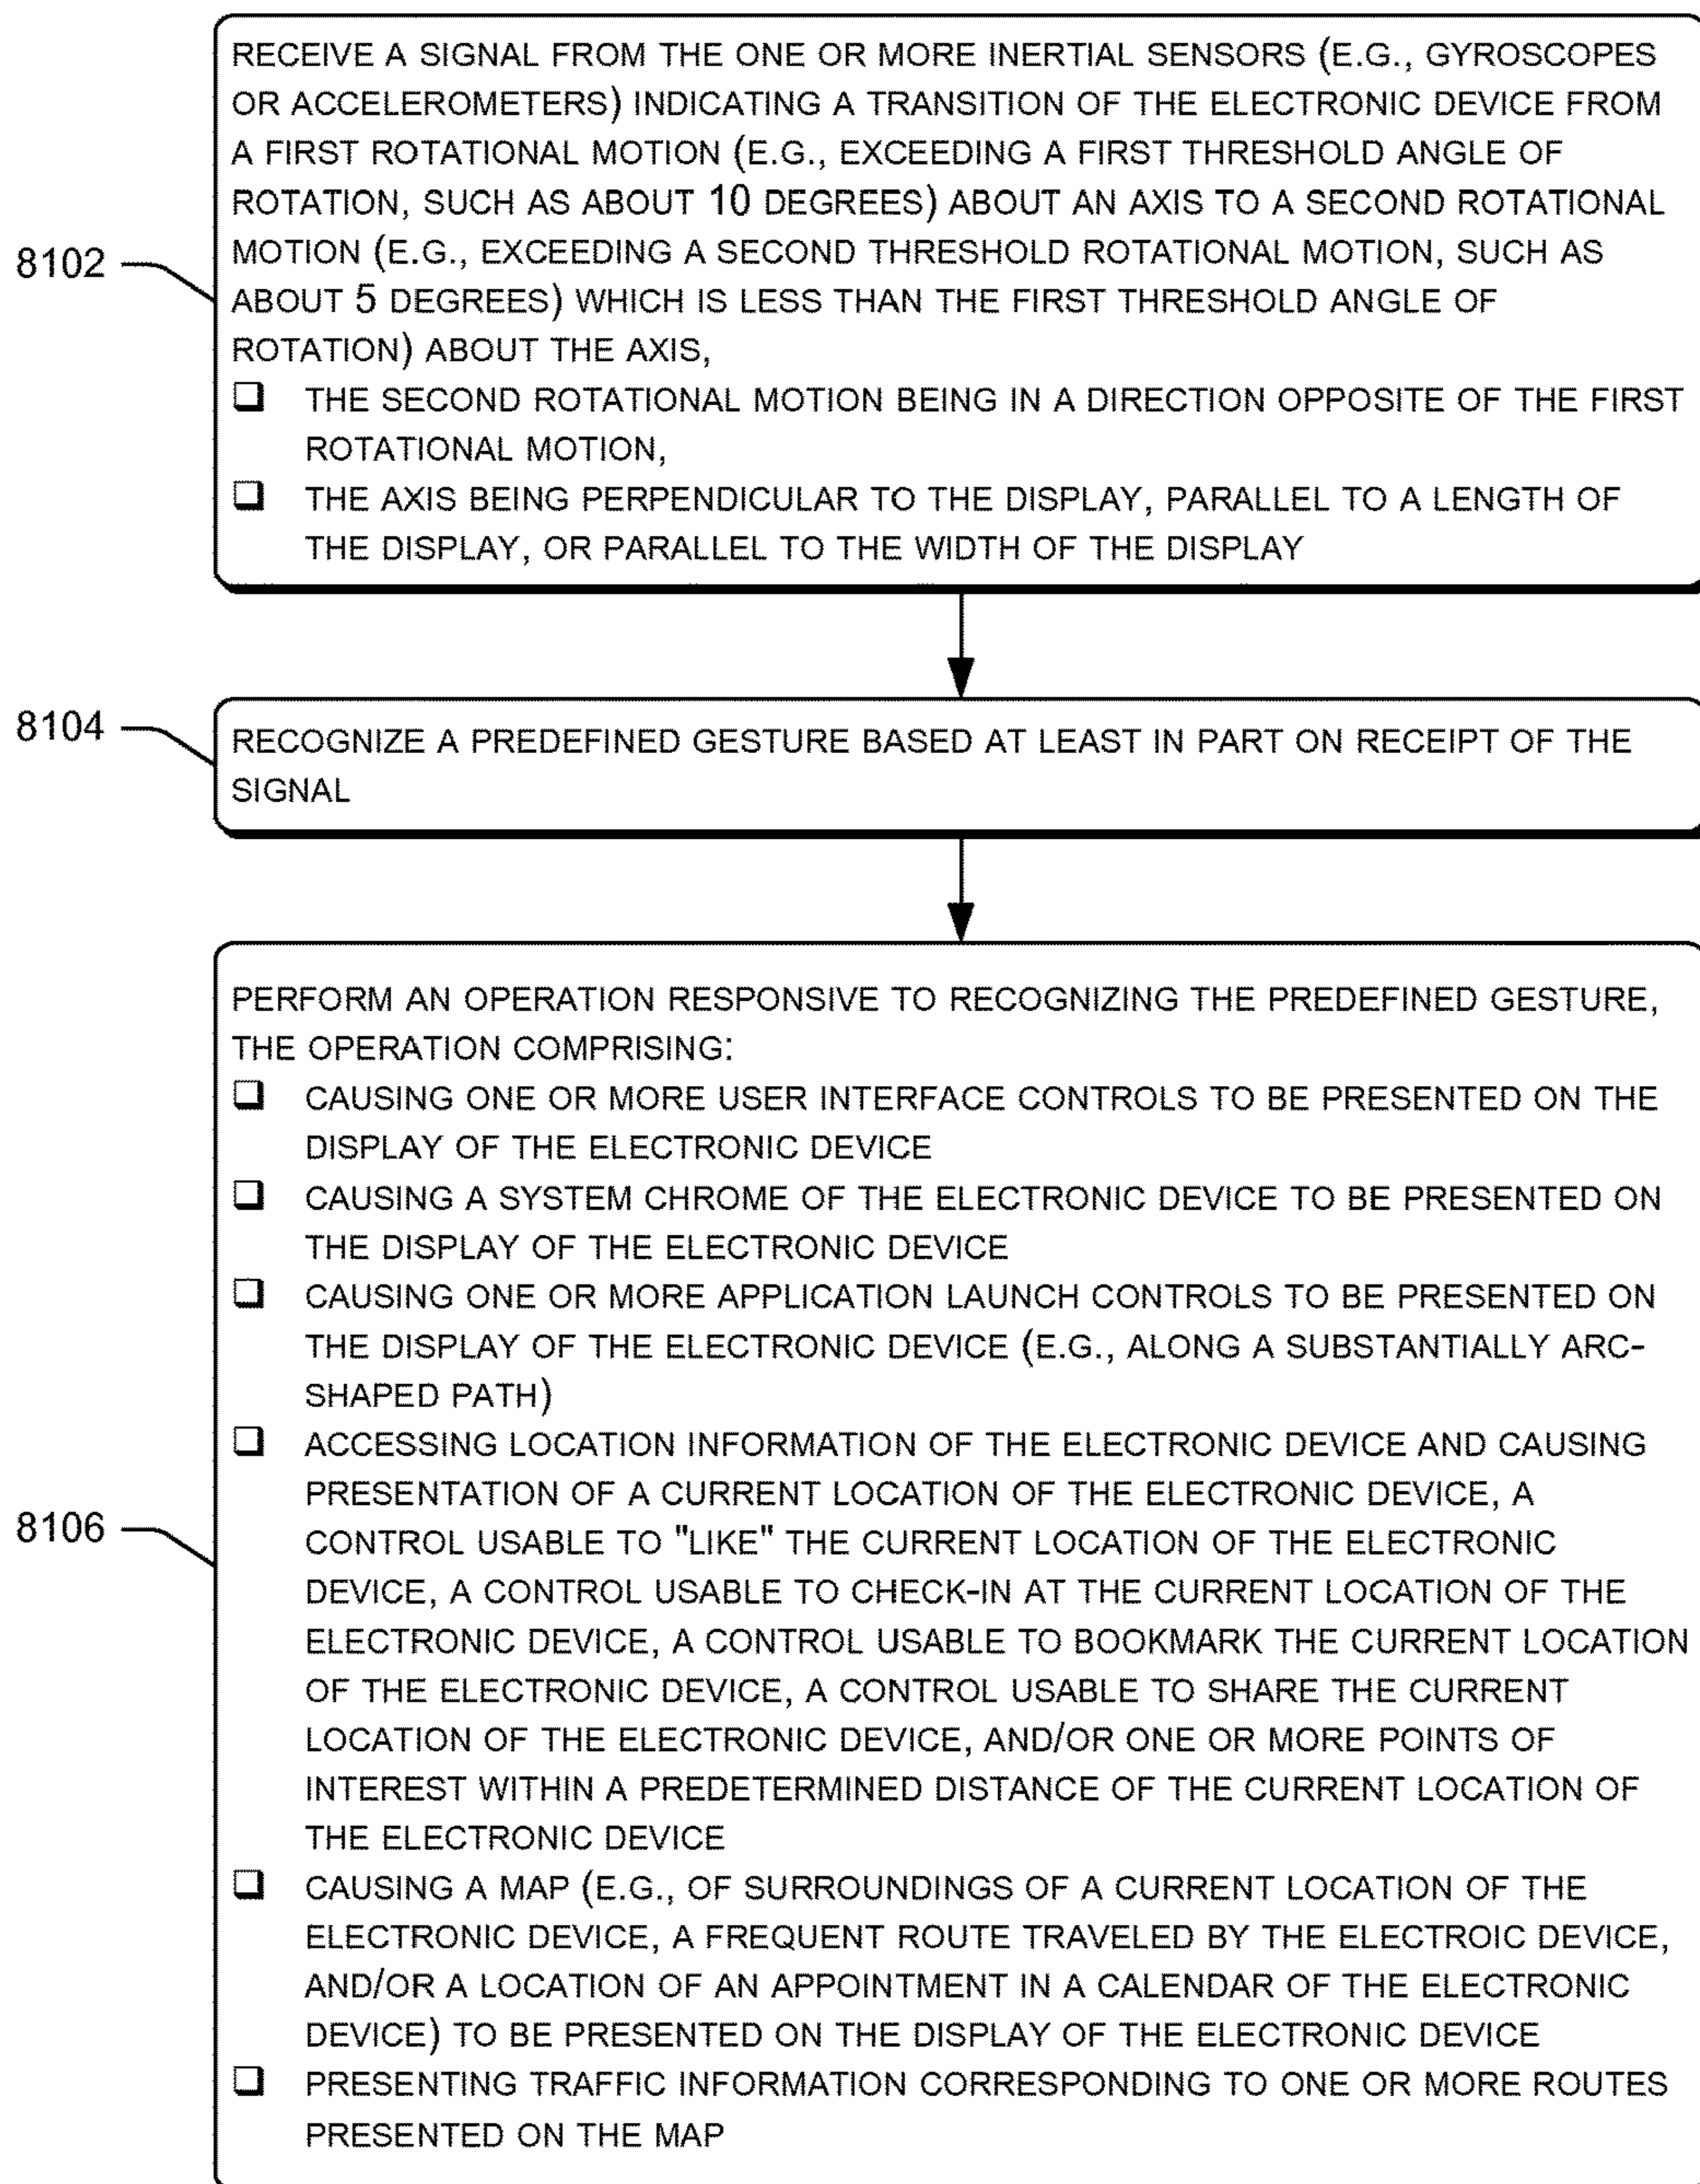 RECEIVE A SIGNAL FROM THE ONE OR MORE INERTIAL SENSORS (E.G., GYROSCOPES
OR ACCELEROMETERS) INDICATING A TRANSITION OF THE ELECTRONIC DEVICE FROM
A FIRST ROTATIONAL MOTION (E.G., EXCEEDING A FIRST THRESHOLD ANGLE OF
ROTATION, SUCH AS ABOUT 10 DEGREES) ABOUT AN AXIS TO A SECOND ROTATIONAL
8102
MOTION (E.G., EXCEEDING A SECOND THRESHOLD ROTATIONAL MOTION, SUCH AS
ABOUT 5 DEGREES) WHICH IS LESS THAN THE FIRST THRESHOLD ANGLE OF
ROTATION) ABOUT THE AXIS,
❑ THE SECOND ROTATIONAL MOTION BEING IN A DIRECTION OPPOSITE OF THE FIRST
ROTATIONAL MOTION,
❑ THE AXIS BEING PERPENDICULAR TO THE DISPLAY, PARALLEL TO A LENGTH OF
THE DISPLAY, OR PARALLEL TO THE WIDTH OF THE DISPLAY
8104
RECOGNIZE A PREDEFINED GESTURE BASED AT LEAST IN PART ON RECEIPT OF THE
SIGNAL
PERFORM AN OPERATION RESPONSIVE TO RECOGNIZING THE PREDEFINED GESTURE,
THE OPERATION COMPRISING:
❑ CAUSING ONE OR MORE USER INTERFACE CONTROLS TO BE PRESENTED ON THE
DISPLAY OF THE ELECTRONIC DEVICE
❑ CAUSING A SYSTEM CHROME OF THE ELECTRONIC DEVICE TO BE PRESENTED ON
THE DISPLAY OF THE ELECTRONIC DEVICE
❑ CAUSING ONE OR MORE APPLICATION LAUNCH CONTROLS TO BE PRESENTED ON
THE DISPLAY OF THE ELECTRONIC DEVICE (E.G., ALONG A SUBSTANTIALLY ARC-
SHAPED PATH)
❑ ACCESSING LOCATION INFORMATION OF THE ELECTRONIC DEVICE AND CAUSING
PRESENTATION OF A CURRENT LOCATION OF THE ELECTRONIC DEVICE, A
8106
CONTROL USABLE TO "LIKE" THE CURRENT LOCATION OF THE ELECTRONIC
DEVICE, A CONTROL USABLE TO CHECK-IN AT THE CURRENT LOCATION OF THE
ELECTRONIC DEVICE, A CONTROL USABLE TO BOOKMARK THE CURRENT LOCATION
OF THE ELECTRONIC DEVICE, A CONTROL USABLE TO SHARE THE CURRENT
LOCATION OF THE ELECTRONIC DEVICE, AND/OR ONE OR MORE POINTS OF
INTEREST WITHIN A PREDETERMINED DISTANCE OF THE CURRENT LOCATION OF
THE ELECTRONIC DEVICE
❑ CAUSING A MAP (E.G., OF SURROUNDINGS OF A CURRENT LOCATION OF THE
ELECTRONIC DEVICE, A FREQUENT ROUTE TRAVELED BY THE ELECTROIC DEVICE,
AND/OR A LOCATION OF AN APPOINTMENT IN A CALENDAR OF THE ELECTRONIC
DEVICE) TO BE PRESENTED ON THE DISPLAY OF THE ELECTRONIC DEVICE
❑ PRESENTING TRAFFIC INFORMATION CORRESPONDING TO ONE OR MORE ROUTES
PRESENTED ON THE MAP